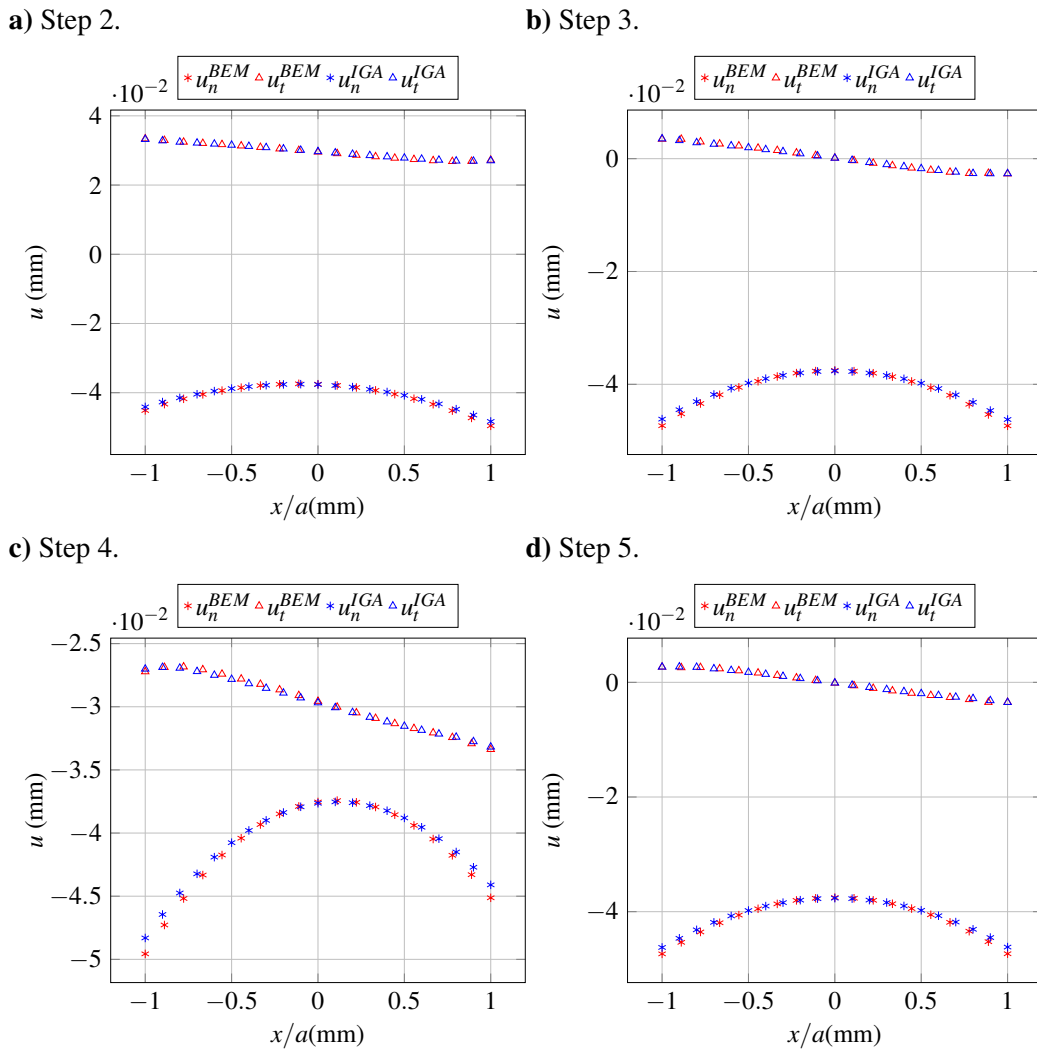 a) Step 2.
∗ u_n^{BEM} △ u_t^{BEM} ∗ u_n^{IGA} △ u_t^{IGA}
·10^{−2}
4
2
0
−2
−4
u (mm)
−1 −0.5 0 0.5 1
x/a(mm)
b) Step 3.
∗ u_n^{BEM} △ u_t^{BEM} ∗ u_n^{IGA} △ u_t^{IGA}
·10^{−2}
0
−2
−4
u (mm)
−1 −0.5 0 0.5 1
x/a(mm)
c) Step 4.
∗ u_n^{BEM} △ u_t^{BEM} ∗ u_n^{IGA} △ u_t^{IGA}
·10^{−2}
−2.5
−3
−3.5
−4
−4.5
−5
u (mm)
−1 −0.5 0 0.5 1
x/a(mm)
d) Step 5.
∗ u_n^{BEM} △ u_t^{BEM} ∗ u_n^{IGA} △ u_t^{IGA}
·10^{−2}
0
−2
−4
u (mm)
−1 −0.5 0 0.5 1
x/a(mm)